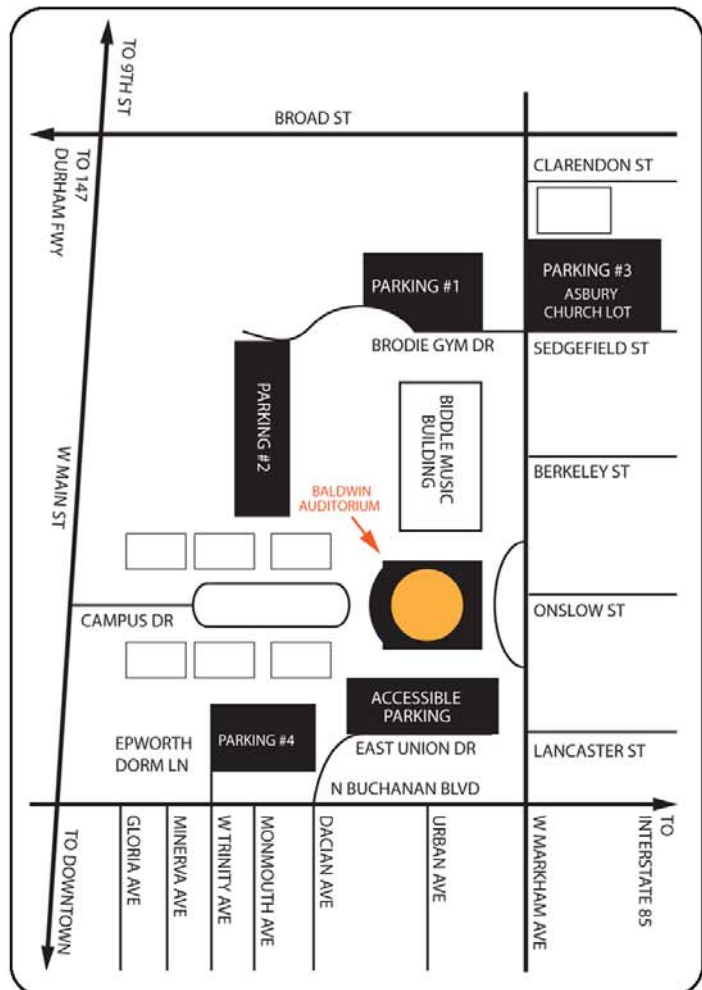 TO 9TH ST
BROAD ST
TO 147
DURHAM FWY
CLARENDON ST
PARKING #1
PARKING #3
ASBURY
CHURCH LOT
BRODIE GYM DR
SEDGEFIELD ST
PARKING #2
BIDDLE MUSIC
BUILDING
W MAIN ST
BERKELEY ST
BALDWIN
AUDITORIUM
CAMPUS DR
ONSLOW ST
ACCESSIBLE
PARKING
EPWORTH
DORM LN
PARKING #4
EAST UNION DR
LANCASTER ST
N BUCHANAN BLVD
TO DOWNTOWN
GLORIA AVE
MINERVA AVE
W TRINITY AVE
MONMOUTH AVE
DACIAN AVE
URBAN AVE
W MARKHAM AVE
TO
INTERSTATE 85